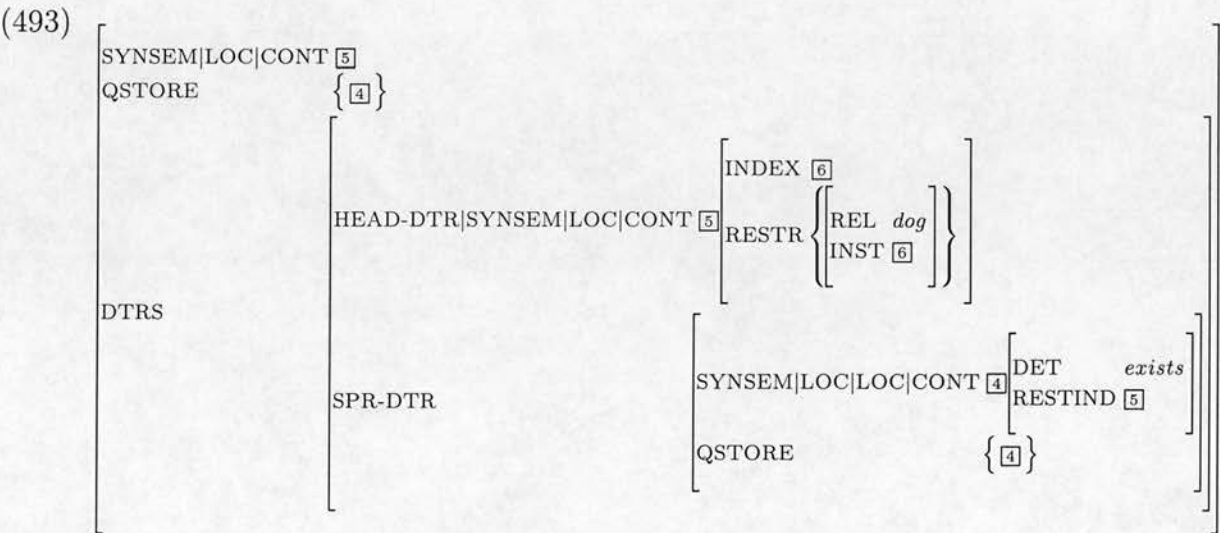 (493)
SYNSEM|LOC|CONT 5
QSTORE { 4 }
HEAD-DTR|SYNSEM|LOC|CONT 5
INDEX 6
RESTR { REL dog
INST 6 }
DTRS
SPR-DTR
SYNSEM|LOC|LOC|CONT 4
DET exists
RESTIND 5
QSTORE { 4 }